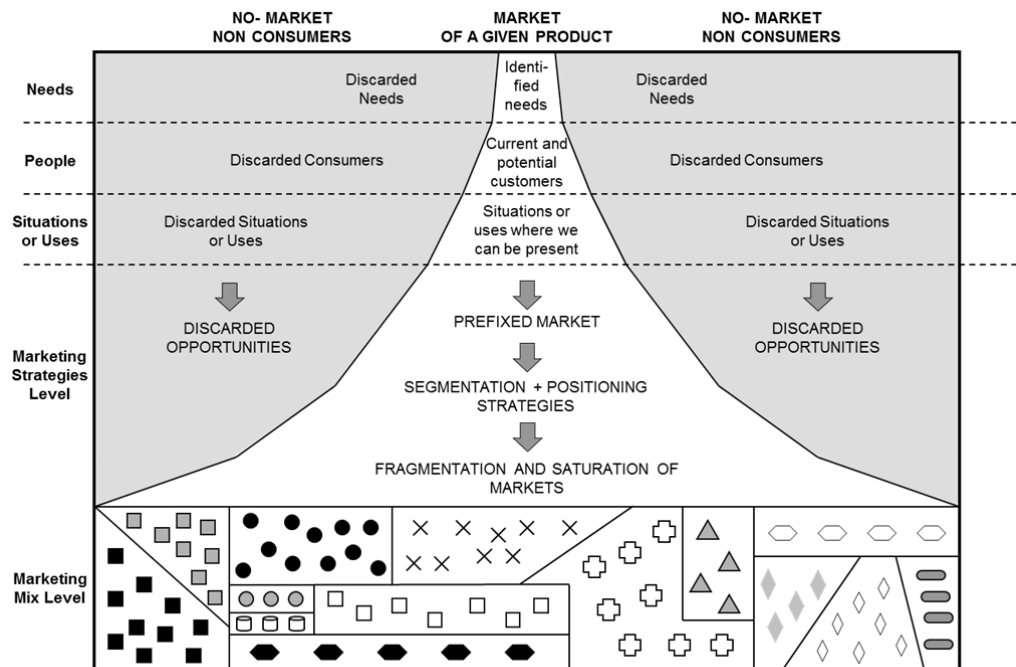 NO- MARKET
NON CONSUMERS
MARKET
OF A GIVEN PRODUCT
NO- MARKET
NON CONSUMERS
Needs
Discarded
Needs
Identi-
fied
needs
Discarded
Needs
People
Discarded Consumers
Current and
potential
customers
Discarded Consumers
Situations
or Uses
Discarded Situations
or Uses
Situations or
uses where we
can be present
Discarded Situations
or Uses
Marketing
Strategies
Level
DISCARDED
OPPORTUNITIES
PREFIXED MARKET
SEGMENTATION + POSITIONING
STRATEGIES
FRAGMENTATION AND SATURATION OF
MARKETS
DISCARDED
OPPORTUNITIES
Marketing
Mix Level